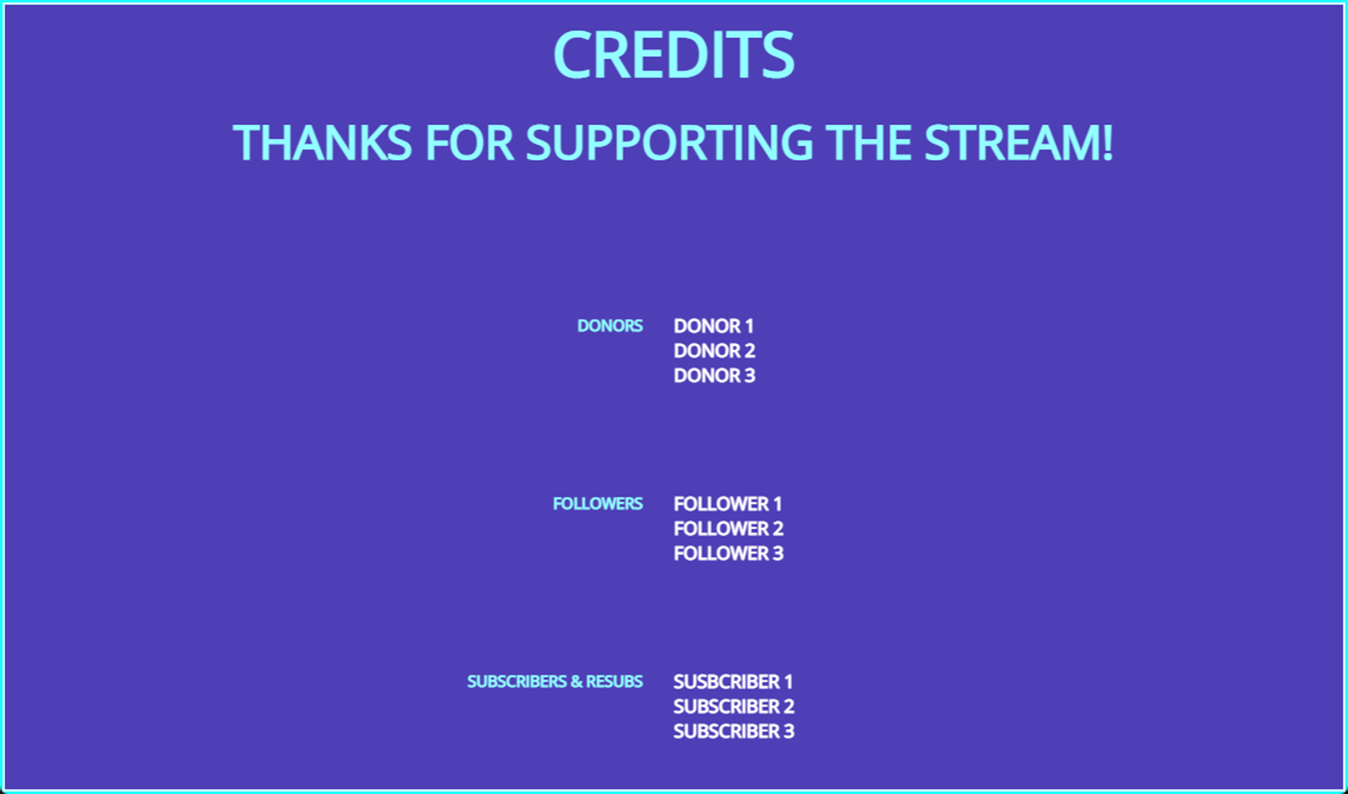 CREDITS
THANKS FOR SUPPORTING THE STREAM!
DONORS DONOR 1
DONOR 2
DONOR 3
FOLLOWERS FOLLOWER 1
FOLLOWER 2
FOLLOWER 3
SUBSCRIBERS & RESUBS SUSBCRIBER 1
SUBSCRIBER 2
SUBSCRIBER 3